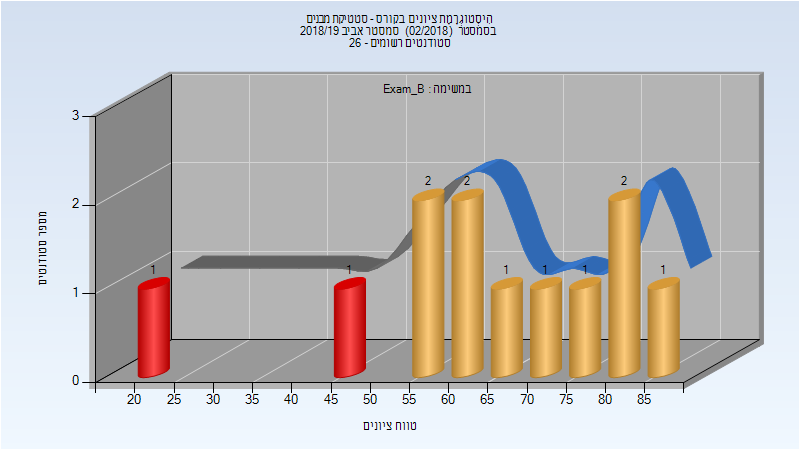 היסטוגרמת ציונים בקורס - סטטיקת מבנים
בסמסטר (02/2018) סמסטר אביב 2018/19
סטודנטים רשומים - 26
במשימה : Exam_B
מספר סטודנטים
3
2
1
0
1
1
2
2
1
1
1
2
1
20 25 30 35 40 45 50 55 60 65 70 75 80 85
טווח ציונים